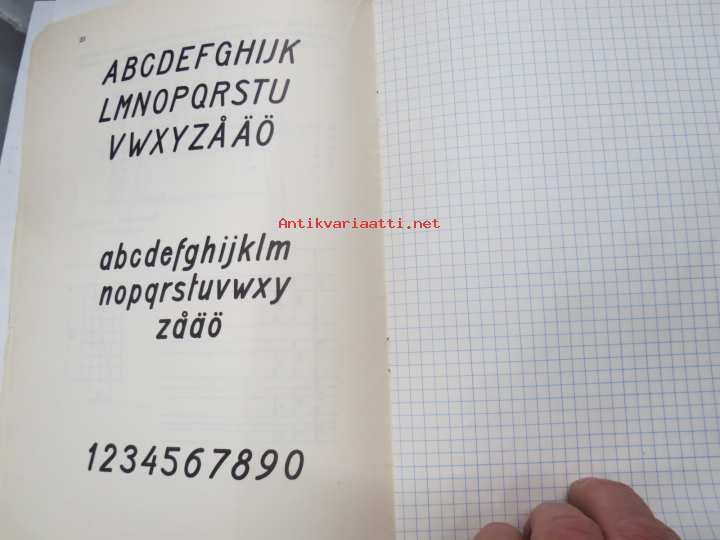 ABCDEFGHIJK
LMNOPQRSTU
VWXYZÅÄÖ
Antikvariaatti.net
abcdefghijklm
nopqrstuvwxy
zåäö
1234567890